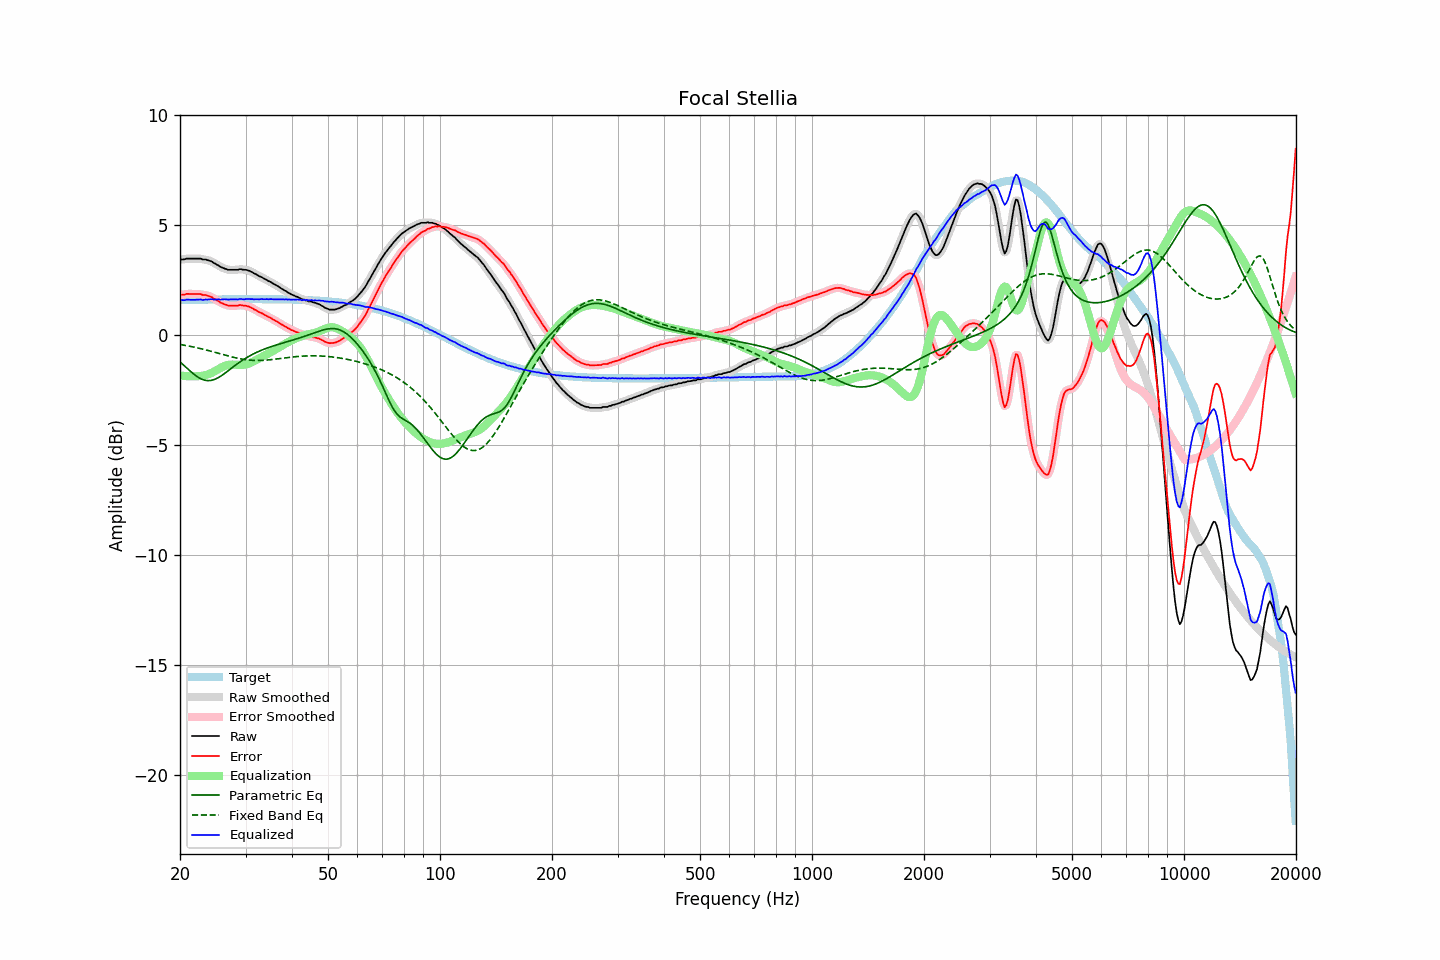 Focal Stellia
10
5
0
−5
−10
−15
−20
Amplitude (dBr)
Target
Raw Smoothed
Error Smoothed
Raw
Error
Equalization
Parametric Eq
Fixed Band Eq
Equalized
20 50 100 200 500 1000 2000 5000 10000 20000
Frequency (Hz)